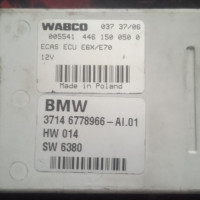 WABCO 037 37/06
005541 446 150 050 0
ECAS ECU E6X/E70
12V
Made in Poland
BMW
3714 6778966-AI.01
HW 014
SW 6380